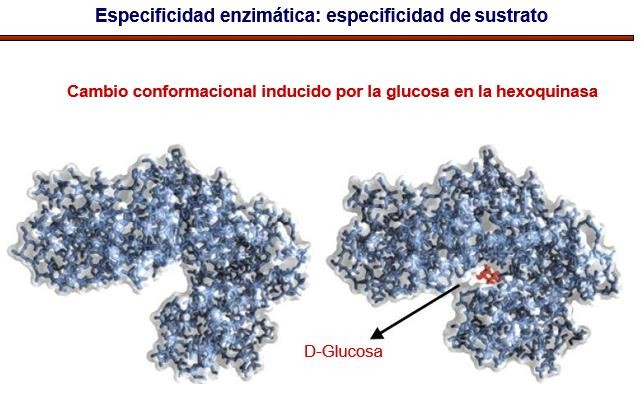 Especificidad enzimática: especificidad de sustrato
Cambio conformacional inducido por la glucosa en la hexoquinasa
D-Glucosa